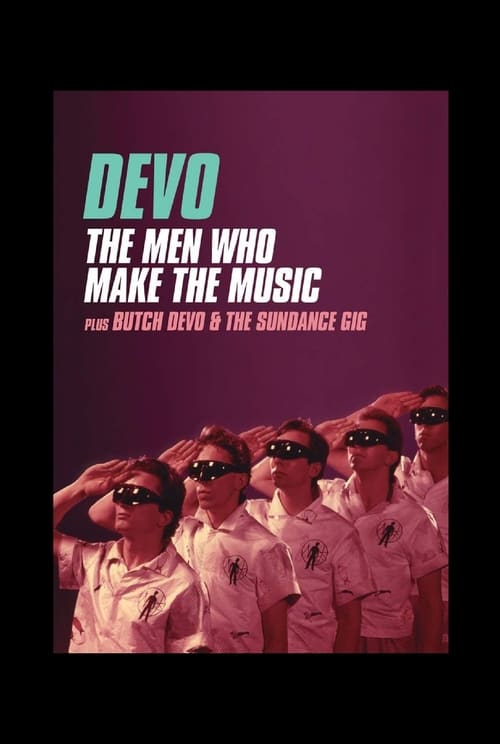 DEVO
THE MEN WHO
MAKE THE MUSIC
PLUS BUTCH DEVO & THE SUNDANCE GIG